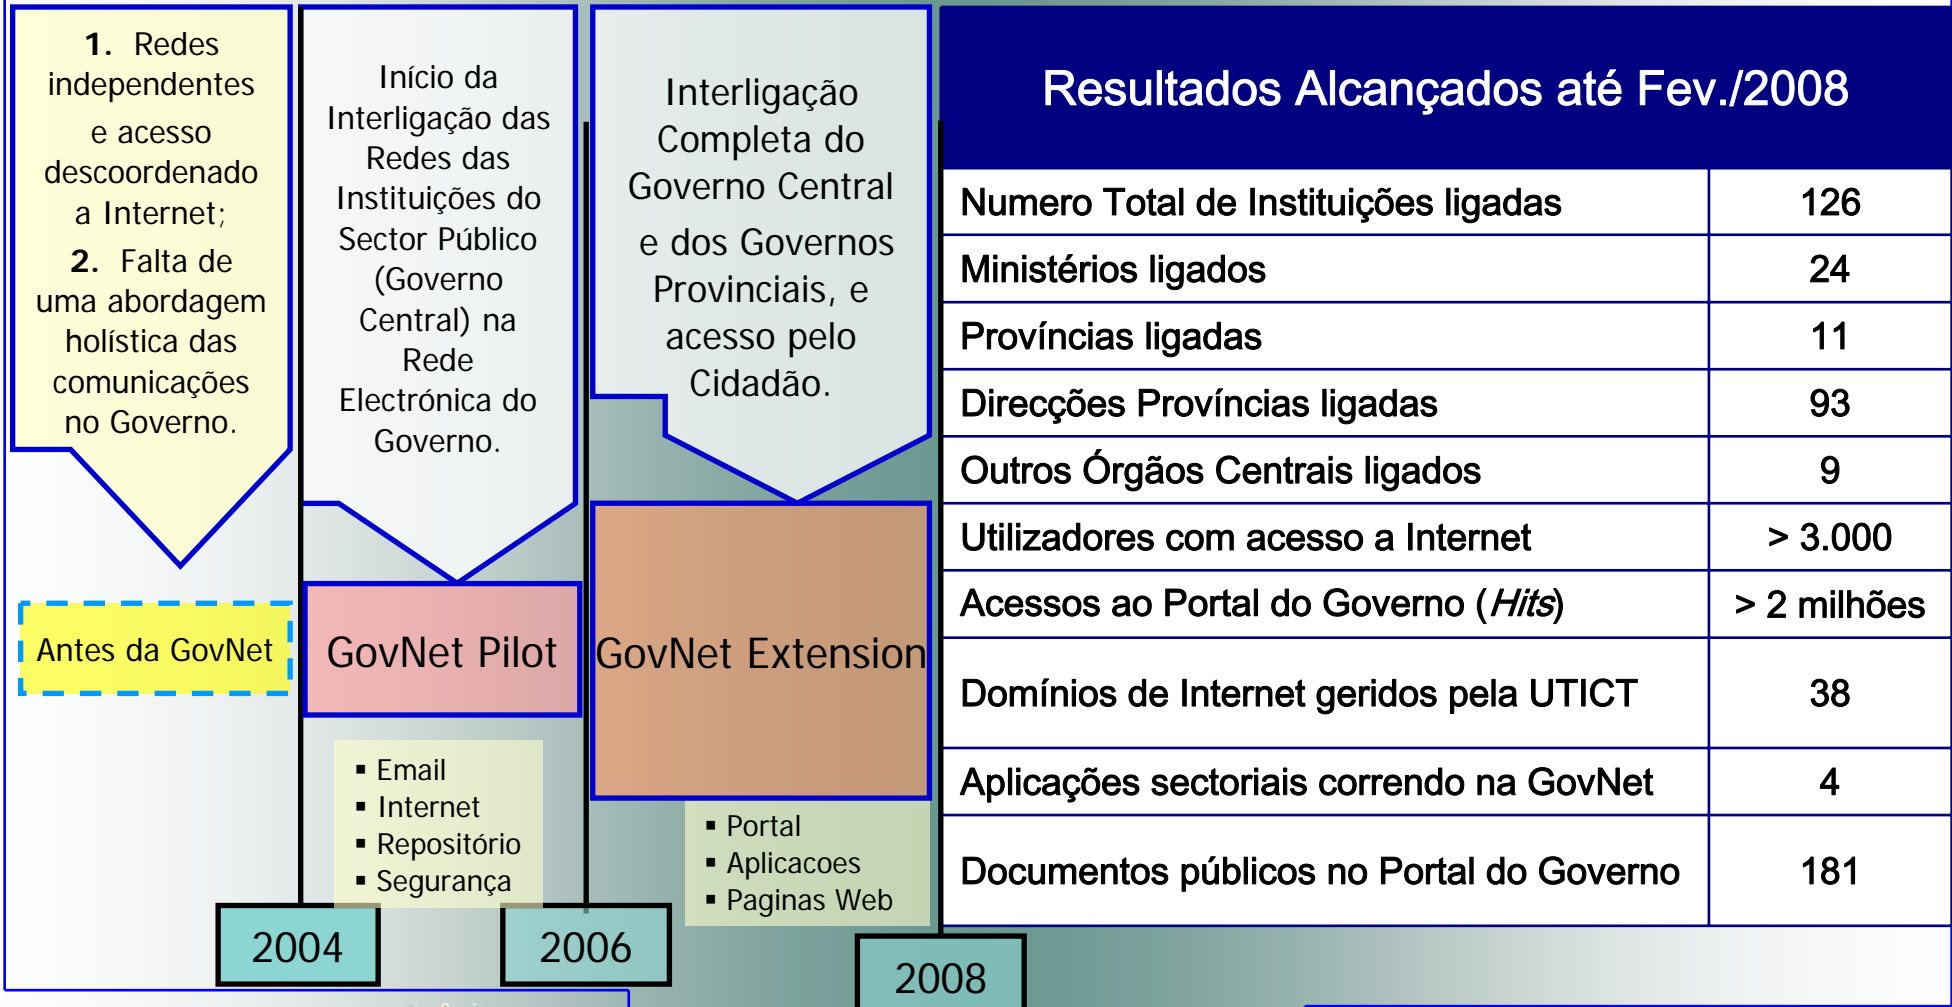 1. Redes
independentes
e acesso
descoordenado
a Internet;
2. Falta de
uma abordagem
holística das
comunicações
no Governo.
Antes da GovNet
Início da
Interligação das
Redes das
Instituições do
Sector Público
(Governo
Central) na
Rede
Electrónica do
Governo.
GovNet Pilot
▪ Email
▪ Internet
▪ Repositório
▪ Segurança
Interligação
Completa do
Governo Central
e dos Governos
Provinciais, e
acesso pelo
Cidadão.
GovNet Extension
▪ Portal
▪ Aplicacoes
▪ Paginas Web
2004
2006
2008
Resultados Alcançados até Fev./2008
Numero Total de Instituições ligadas 126
Ministérios ligados 24
Províncias ligadas 11
Direcções Províncias ligadas 93
Outros Órgãos Centrais ligados 9
Utilizadores com acesso a Internet > 3.000
Acessos ao Portal do Governo (Hits) > 2 milhões
Domínios de Internet geridos pela UTICT 38
Aplicações sectoriais correndo na GovNet 4
Documentos públicos no Portal do Governo 181